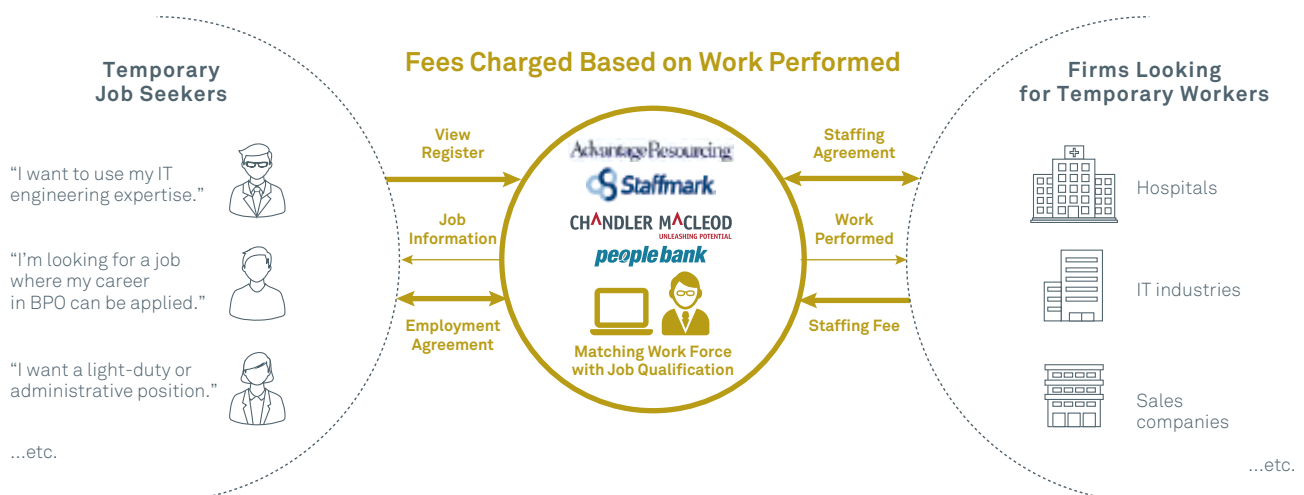 Fees Charged Based on Work Performed
Temporary
Job Seekers
“I want to use my IT
engineering expertise.”
“I’m looking for a job
where my career
in BPO can be applied.”
“I want a light-duty or
administrative position.”
...etc.
View
Register
Job
Information
Employment
Agreement
AdvantageResourcing
Staffmark
CHANDLER MACLEOD
UNLEASHING POTENTIAL
peoplebank
Matching Work Force
with Job Qualification
Staffing
Agreement
Work
Performed
Staffing Fee
Firms Looking
for Temporary Workers
Hospitals
IT industries
Sales
companies
...etc.